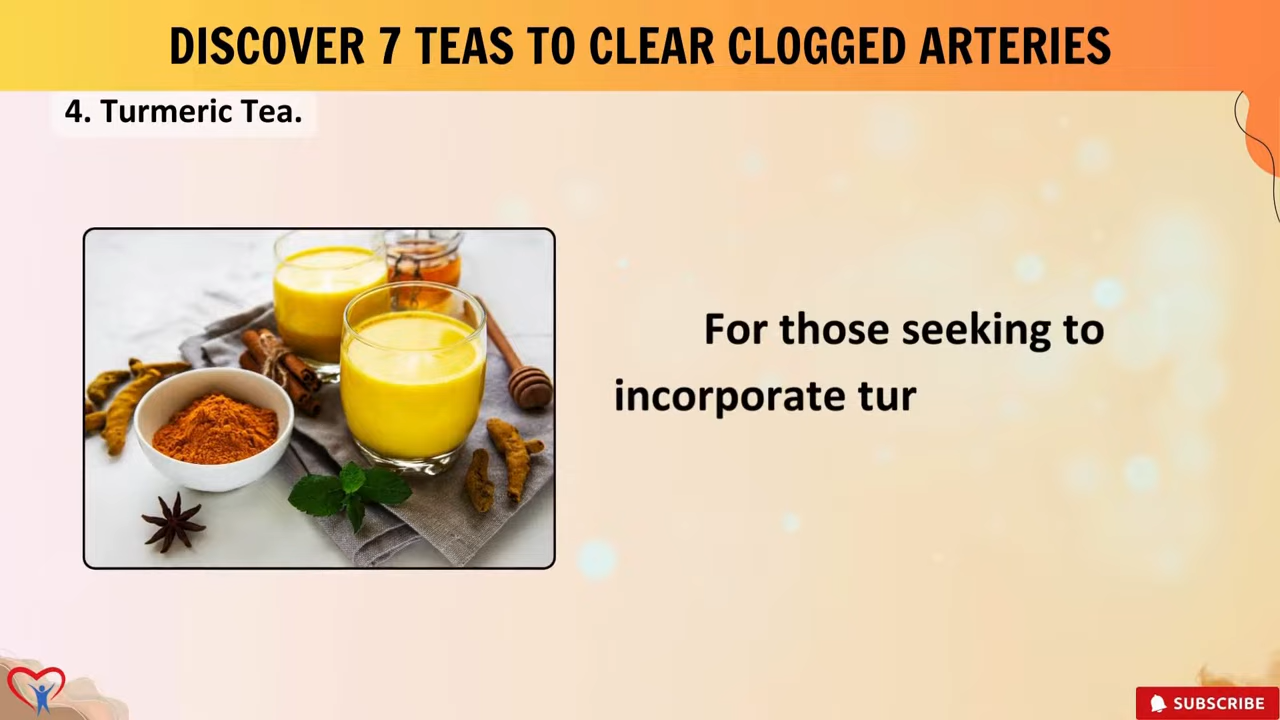 DISCOVER 7 TEAS TO CLEAR CLOGGED ARTERIES
4. Turmeric Tea.
For those seeking to
incorporate tur
SUBSCRIBE